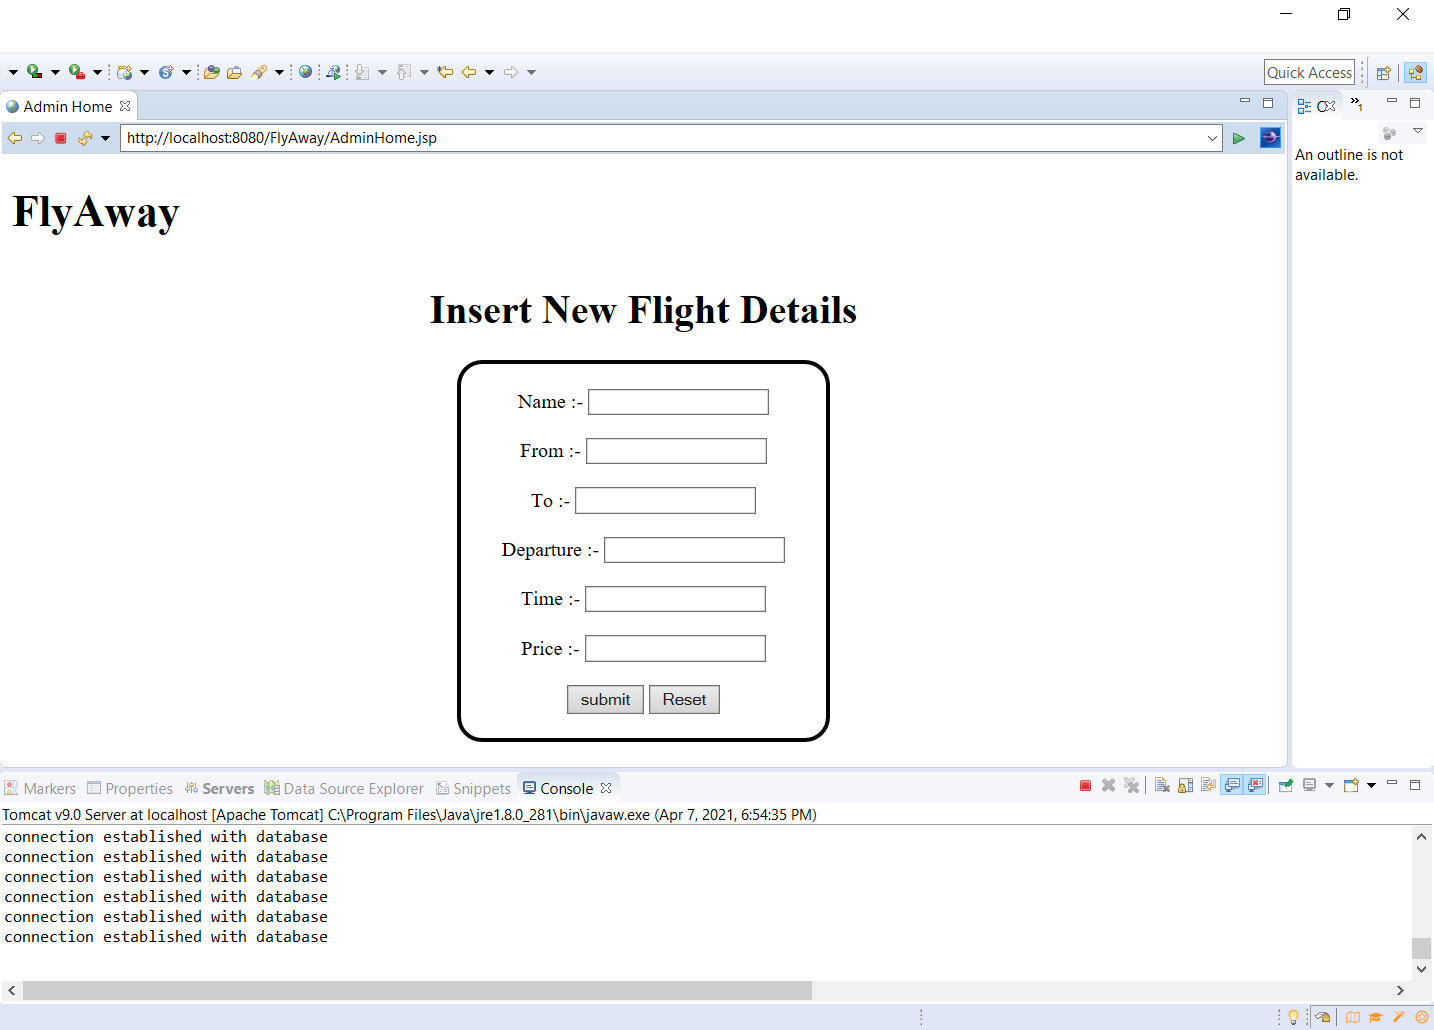 Quick Access
Admin Home
http://localhost:8080/FlyAway/AdminHome.jsp
»1
An outline is not
available.
FlyAway
Insert New Flight Details
Name :-
From :-
To :-
Departure :-
Time :-
Price :-
submit Reset
Markers Properties Servers Data Source Explorer Snippets Console
Tomcat v9.0 Server at localhost [Apache Tomcat] C:\Program Files\Java\jre1.8.0_281\bin\javaw.exe (Apr 7, 2021, 6:54:35 PM)
connection established with database
connection established with database
connection established with database
connection established with database
connection established with database
connection established with database